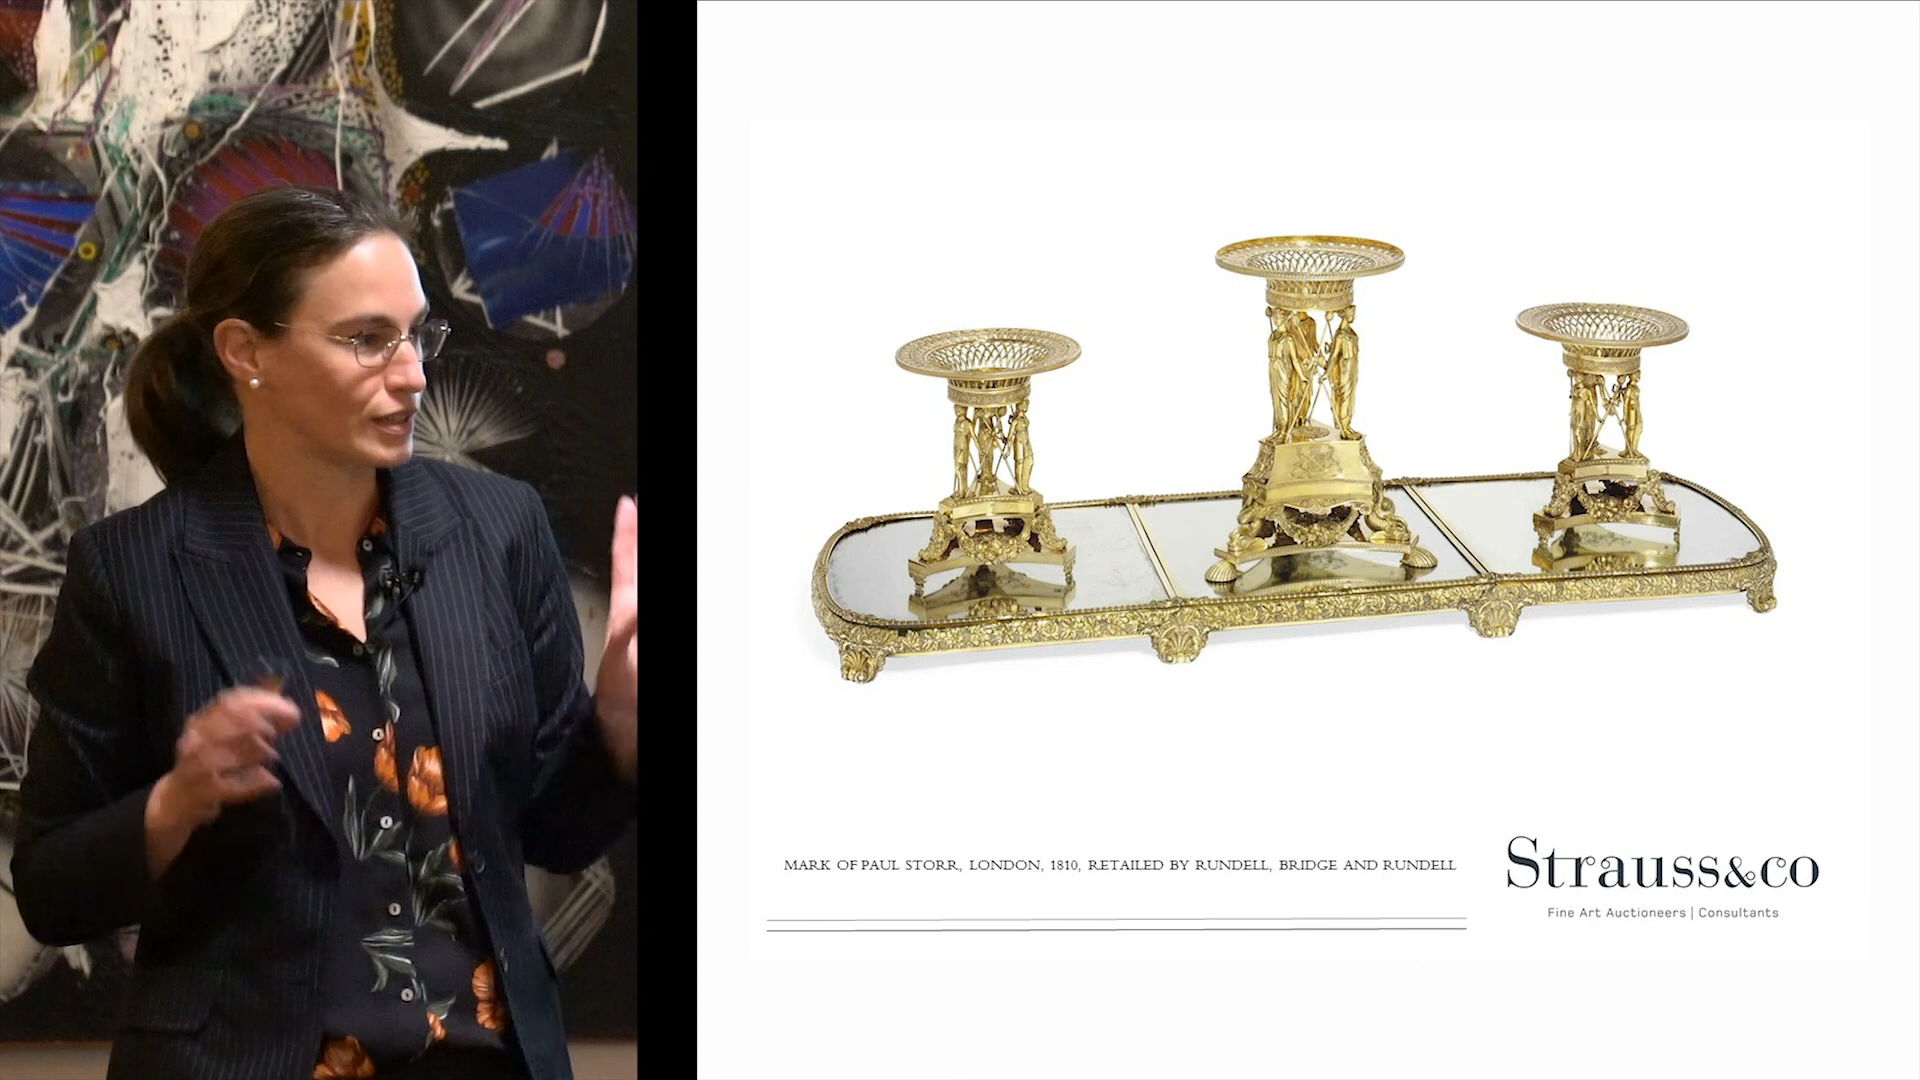 MARK OF PAUL STORR, LONDON, 1810, RETAILED BY RUNDELL, BRIDGE AND RUNDELL
Strauss&co
Fine Art Auctioneers | Consultants